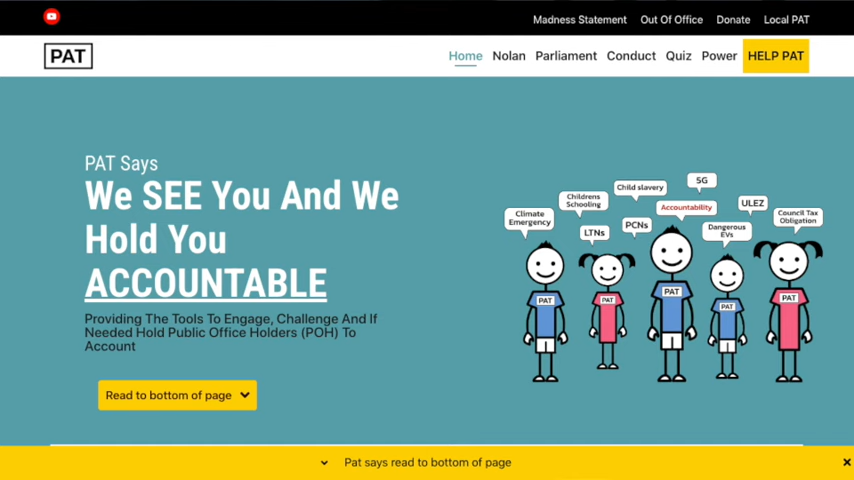 Madness Statement Out Of Office Donate Local PAT
PAT
Home Nolan Parliament Conduct Quiz Power HELP PAT
PAT Says
We SEE You And We
Hold You
ACCOUNTABLE
Providing The Tools To Engage, Challenge And If
Needed Hold Public Office Holders (POH) To
Account
Read to bottom of page
5G
Child slavery
Childrens
Schooling
Accountability
ULEZ
Climate
Emergency
Council Tax
Obligation
PCNs
LTNs
Dangerous
EVs
PAT
PAT
PAT
PAT
PAT
Pat says read to bottom of page